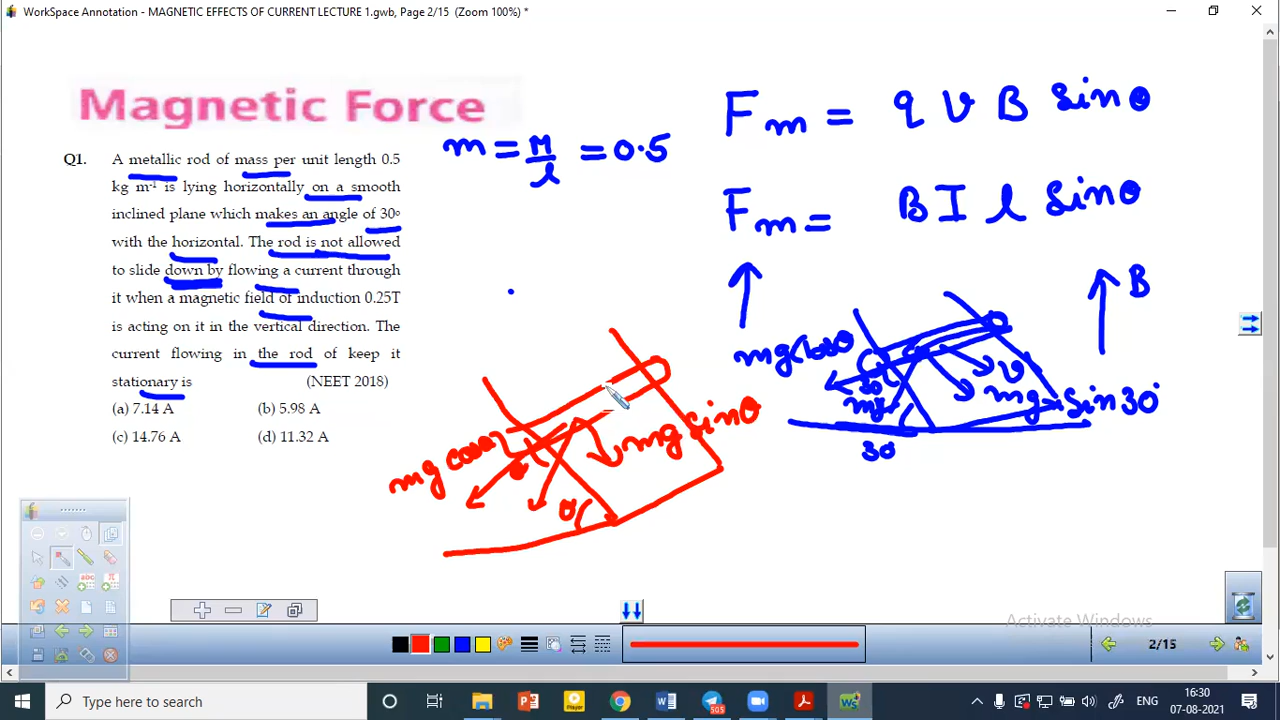 WorkSpace Annotation - MAGNETIC EFFECTS OF CURRENT LECTURE 1.gwb, Page 2/15 (Zoom 100%) *
Magnetic Force
Fm = q v B Sinθ
m = M/l = 0.5
Q1. A metallic rod of mass per unit length 0.5
kg m-1 is lying horizontally on a smooth
inclined plane which makes an angle of 30o
with the horizontal. The rod is not allowed
to slide down by flowing a current through
it when a magnetic field of induction 0.25T
is acting on it in the vertical direction. The
current flowing in the rod of keep it
stationary is (NEET 2018)
(a) 7.14 A (b) 5.98 A
(c) 14.76 A (d) 11.32 A
Fm = B I l Sinθ
B
mg Cosθ
30
mg
mg Sin30°
30
mg cosθ
mg sinθ
θ
θ
Activate Windows
2/15
Type here to search
ENG
16:30
07-08-2021